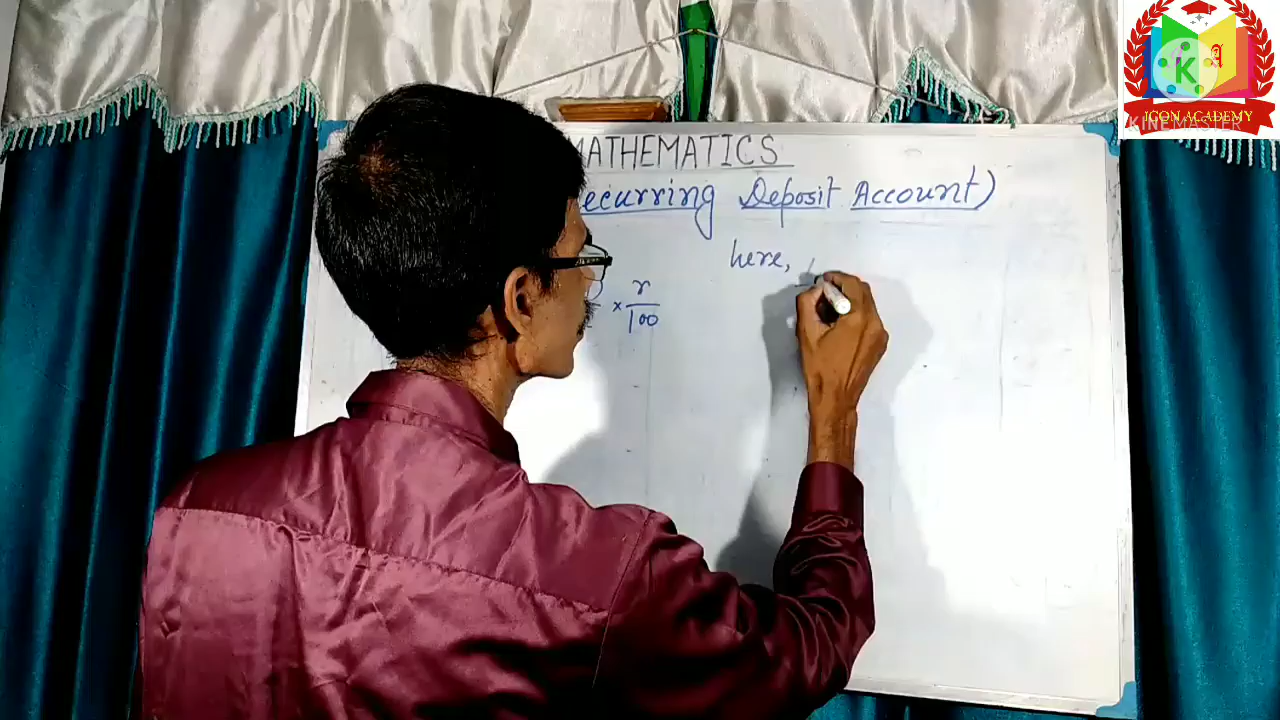 MATHEMATICS
ecurring Deposit Account)
here,
× r/100
K A
ICON ACADEMY
KINEMASTER